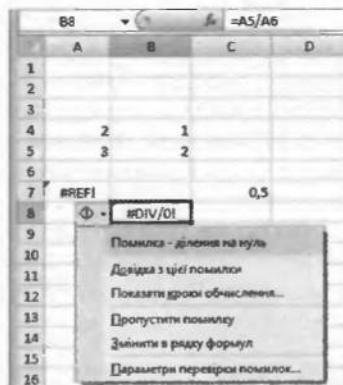 B8 fx =A5/A6
A B C D
1
2
3
4 2 1
5 3 2
6
7 #REF! 0,5
8 #DIV/0!
9 Помилка - ділення на нуль
10
11 Довідка з цієї помилки
12 Показати кроки обчислення...
13 Пропустити помилку
14 Змінити в рядку формул
15 Параметри перевірки помилок...
16